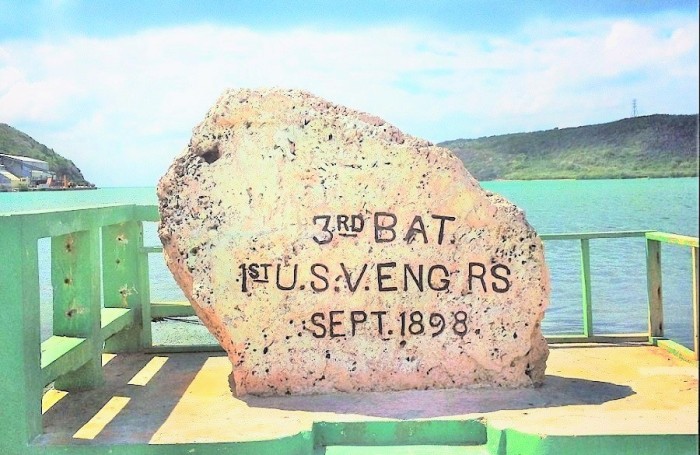 3RD BAT.
1ST U.S.V.ENG'RS
SEPT. 1898